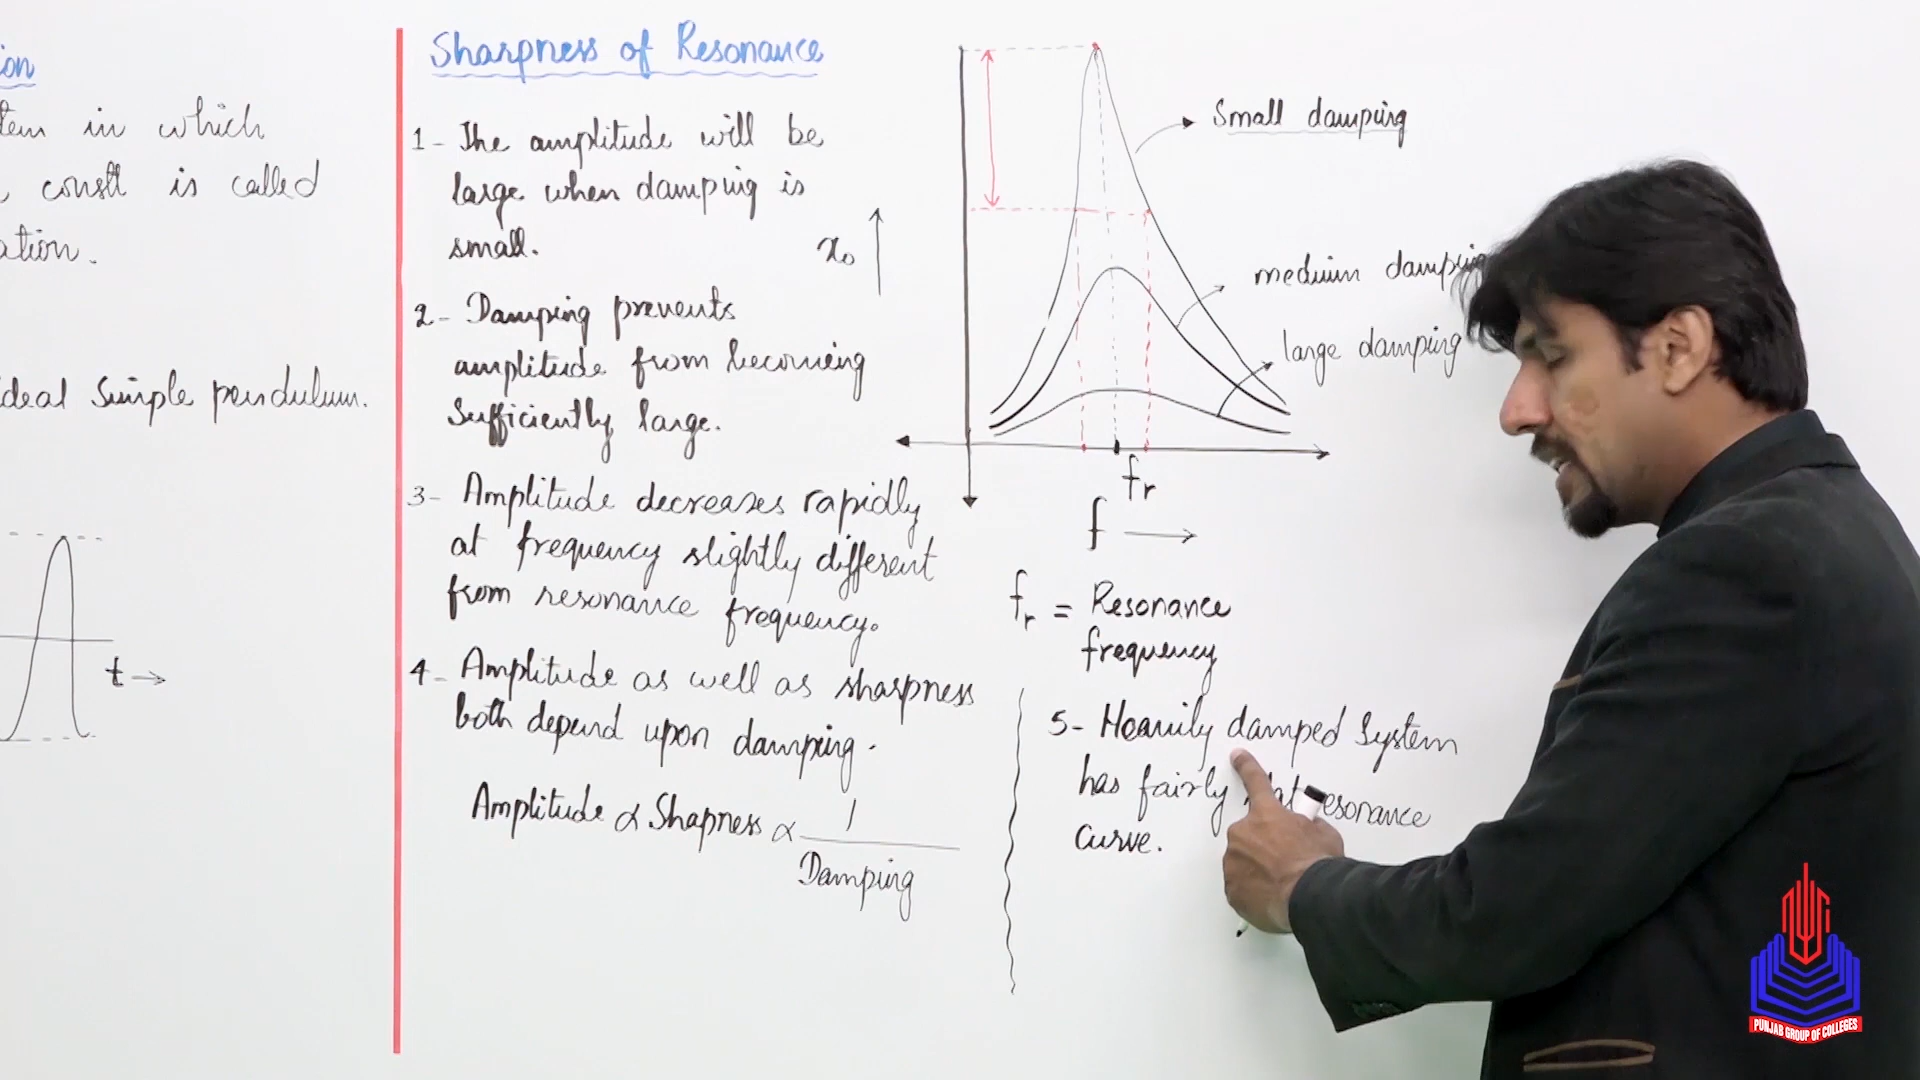 ion
tem in which
constt is called
ation.
ideal Simple pendulum.
t
Sharpness of Resonance
1- The amplitude will be
large when damping is
small.
2- Damping prevents
amplitude from becoming
Sufficiently large.
3- Amplitude decreases rapidly
at frequency slightly different
from resonance frequency.
4- Amplitude as well as sharpness
both depend upon damping.
Amplitude ∝ Shapness ∝ 1
Damping
x₀
Small damping
medium damping
large damping
fr
f
fr = Resonance
frequency
5- Heavily damped System
has fairly resonance
curve.
PUNJAB GROUP OF COLLEGES